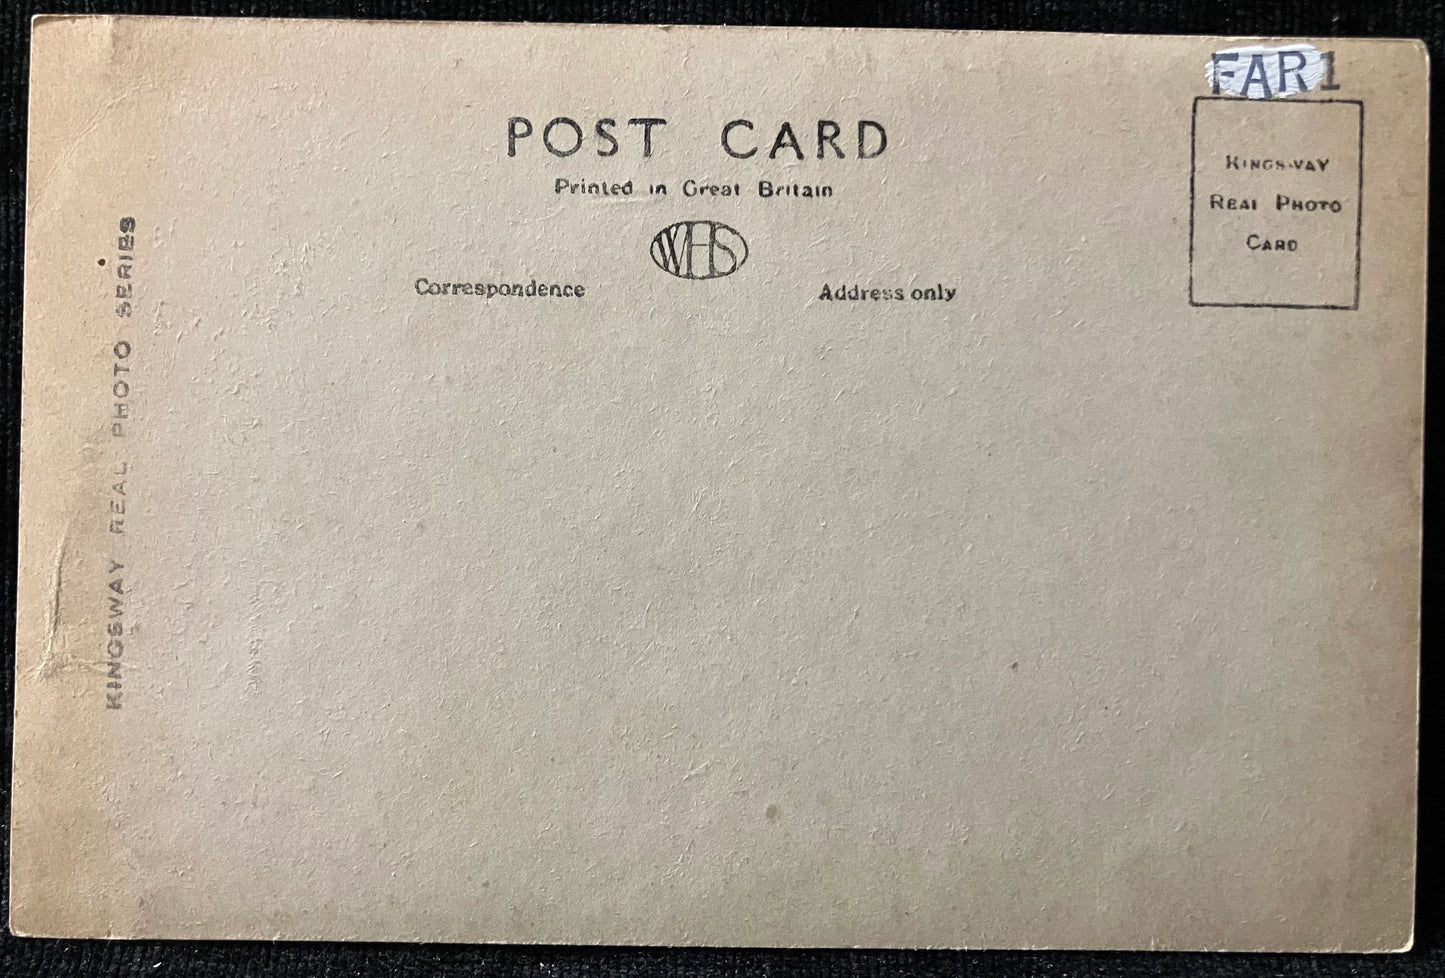 FAR1
POST CARD
Printed in Great Britain
WHS
Correspondence
Address only
KINGSWAY
REAL PHOTO
CARD
KINGSWAY REAL PHOTO SERIES